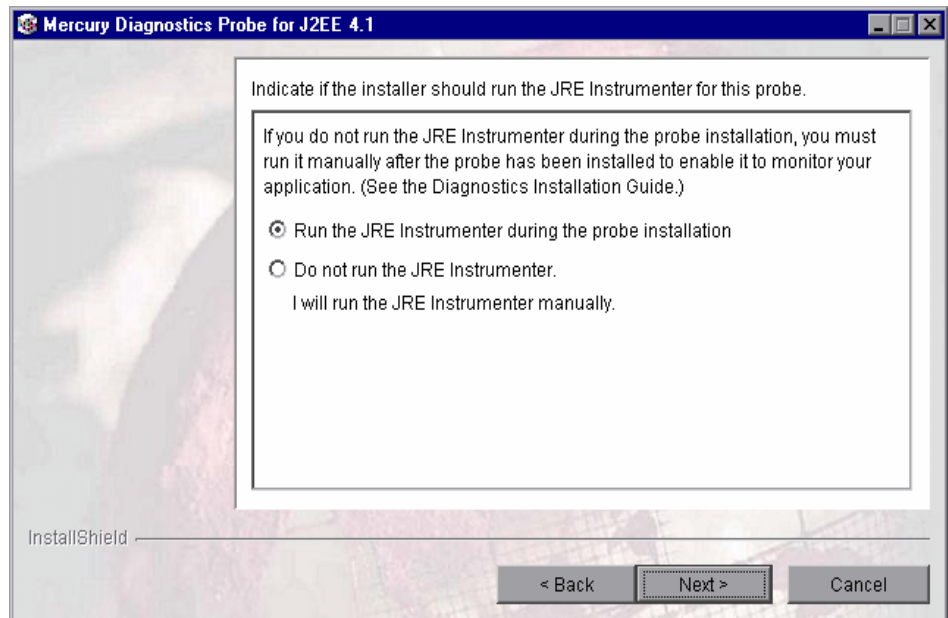 Mercury Diagnostics Probe for J2EE 4.1
Indicate if the installer should run the JRE Instrumenter for this probe.
If you do not run the JRE Instrumenter during the probe installation, you must
run it manually after the probe has been installed to enable it to monitor your
application. (See the Diagnostics Installation Guide.)
Run the JRE Instrumenter during the probe installation
Do not run the JRE Instrumenter.
I will run the JRE Instrumenter manually.
InstallShield
< Back
Next >
Cancel